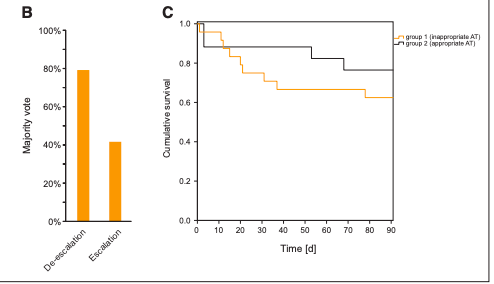 B
100%
80%
60%
40%
20%
0%
Majority vote
De-escalation
Escalation
C
1.0
0.8
0.6
0.4
0.2
0.0
Cumulative survival
0 10 20 30 40 50 60 70 80 90
Time [d]
group 1 (inappropriate AT)
group 2 (appropriate AT)